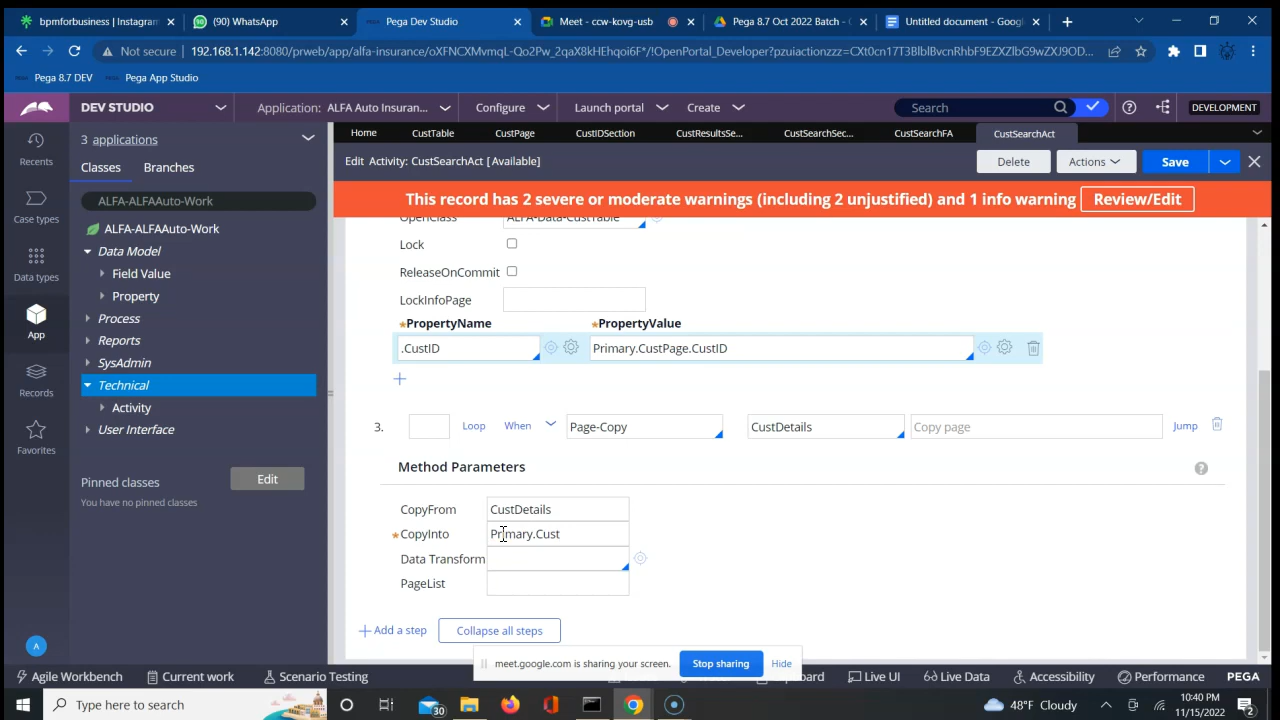 bpmforbusiness | Instagram
(90) WhatsApp
Pega Dev Studio
Meet - ccw-kovg-usb
Pega 8.7 Oct 2022 Batch -
Untitled document - Google
Not secure | 192.168.1.142:8080/prweb/app/alfa-insurance/oXFNCXMvmqL-Qo2Pw_2qaX8kHEhqoi6F*/!OpenPortal_Developer?pzuiactionzzz=CXt0cn17T3BlblBvcnRhbF9EZXZlbG9wZXJ9OD...
Pega 8.7 DEV
Pega App Studio
DEV STUDIO
Application: ALFA Auto Insuran...
Configure
Launch portal
Create
Search
DEVELOPMENT
Recents
Case types
Data types
App
Records
Favorites
A
3 applications
Classes
Branches
ALFA-ALFAAuto-Work
ALFA-ALFAAuto-Work
Data Model
Field Value
Property
Process
Reports
SysAdmin
Technical
Activity
User Interface
Pinned classes
Edit
You have no pinned classes
Home
CustTable
CustPage
CustIDSection
CustResultsSe...
CustSearchSec...
CustSearchFA
CustSearchAct
Edit Activity: CustSearchAct [Available]
Delete
Actions
Save
This record has 2 severe or moderate warnings (including 2 unjustified) and 1 info warning
Review/Edit
OpenClass
ALFA-Data-CustTable
Lock
ReleaseOnCommit
LockInfoPage
*PropertyName
*PropertyValue
.CustID
Primary.CustPage.CustID
3.
Loop
When
Page-Copy
CustDetails
Copy page
Jump
Method Parameters
CopyFrom
CustDetails
*CopyInto
Primary.Cust
Data Transform
PageList
Add a step
Collapse all steps
meet.google.com is sharing your screen.
Stop sharing
Hide
Agile Workbench
Current work
Scenario Testing
Live UI
Live Data
Accessibility
Performance
PEGA
Type here to search
30
48°F Cloudy
10:40 PM
11/15/2022
2